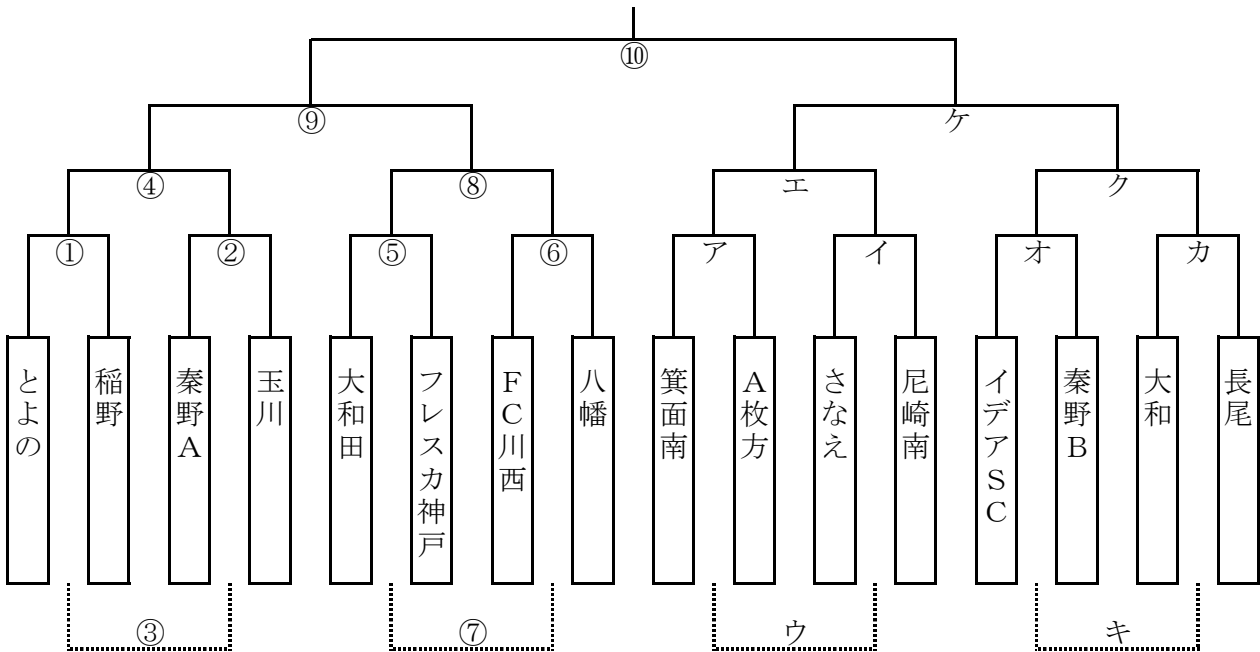 ⑩
⑨
ケ
④
⑧
エ
ク
①
②
⑤
⑥
ア
イ
オ
カ
とよの
稲野
秦野A
玉川
大和田
フレスカ神戸
FC川西
八幡
箕面南
A枚方
さなえ
尼崎南
イデアSC
秦野B
大和
長尾
③
⑦
ウ
キ